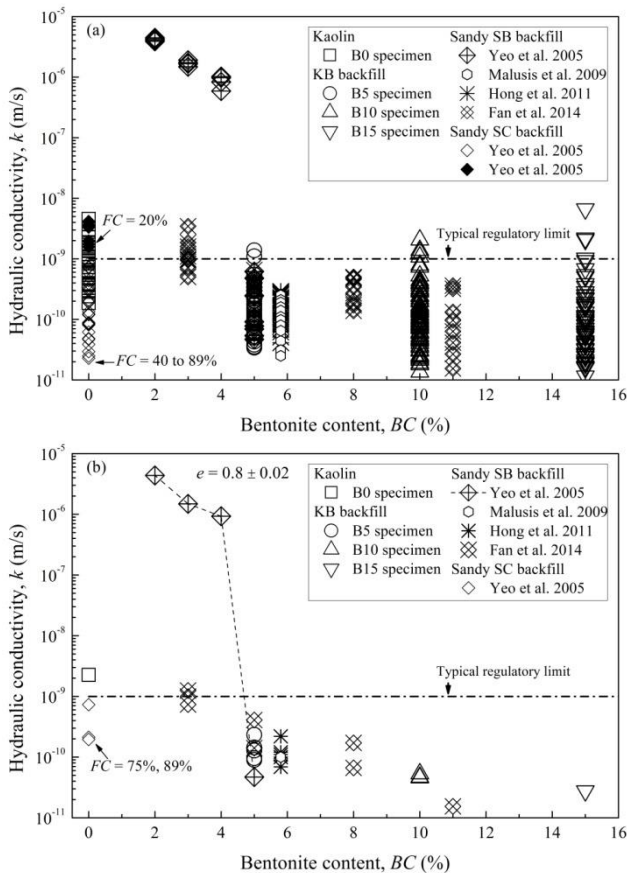 (a)
Kaolin
B0 specimen
KB backfill
B5 specimen
B10 specimen
B15 specimen
Sandy SB backfill
Yeo et al. 2005
Malusis et al. 2009
Hong et al. 2011
Fan et al. 2014
Sandy SC backfill
Yeo et al. 2005
Yeo et al. 2005
FC = 20%
Typical regulatory limit
FC = 40 to 89%
10⁻⁵
10⁻⁶
10⁻⁷
10⁻⁸
10⁻⁹
10⁻¹⁰
10⁻¹¹
Hydraulic conductivity, k (m/s)
0 2 4 6 8 10 12 14 16
Bentonite content, BC (%)
(b)
e = 0.8 ± 0.02
Kaolin
B0 specimen
KB backfill
B5 specimen
B10 specimen
B15 specimen
Sandy SB backfill
Yeo et al. 2005
Malusis et al. 2009
Hong et al. 2011
Fan et al. 2014
Sandy SC backfill
Yeo et al. 2005
Typical regulatory limit
FC = 75%, 89%
10⁻⁵
10⁻⁶
10⁻⁷
10⁻⁸
10⁻⁹
10⁻¹⁰
10⁻¹¹
Hydraulic conductivity, k (m/s)
0 2 4 6 8 10 12 14 16
Bentonite content, BC (%)